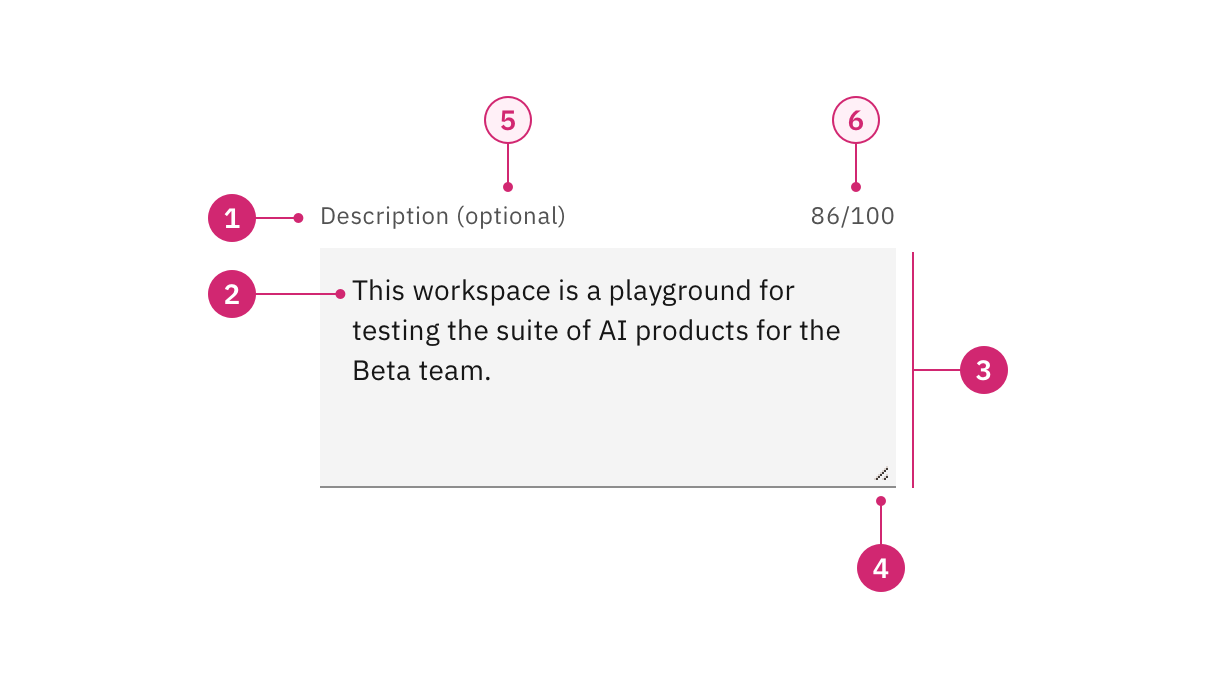 5
6
1
Description (optional)
86/100
2
This workspace is a playground for
testing the suite of AI products for the
Beta team.
3
4